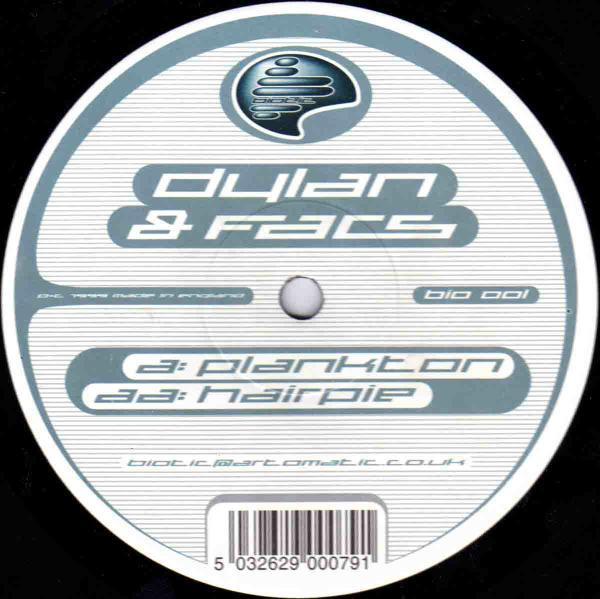 biotic
dylan
& facs
p+c 1999 made in england
bio 001
a: plankton
aa: hairpie
biotic@artomatic.co.uk
5 032629 000791